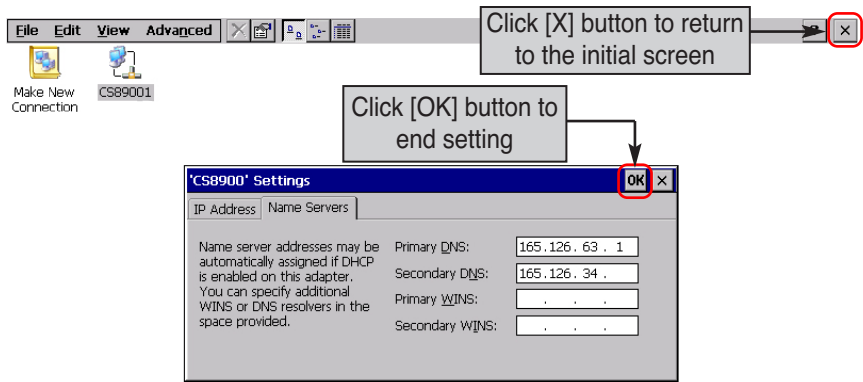 File Edit View Advanced
Click [X] button to return
to the initial screen
Make New
Connection
CS89001
Click [OK] button to
end setting
'CS8900' Settings OK
IP Address Name Servers
Name server addresses may be
automatically assigned if DHCP
is enabled on this adapter.
You can specify additional
WINS or DNS resolvers in the
space provided.
Primary DNS: 165.126. 63 . 1
Secondary DNS: 165.126. 34 .
Primary WINS: . . .
Secondary WINS: . . .